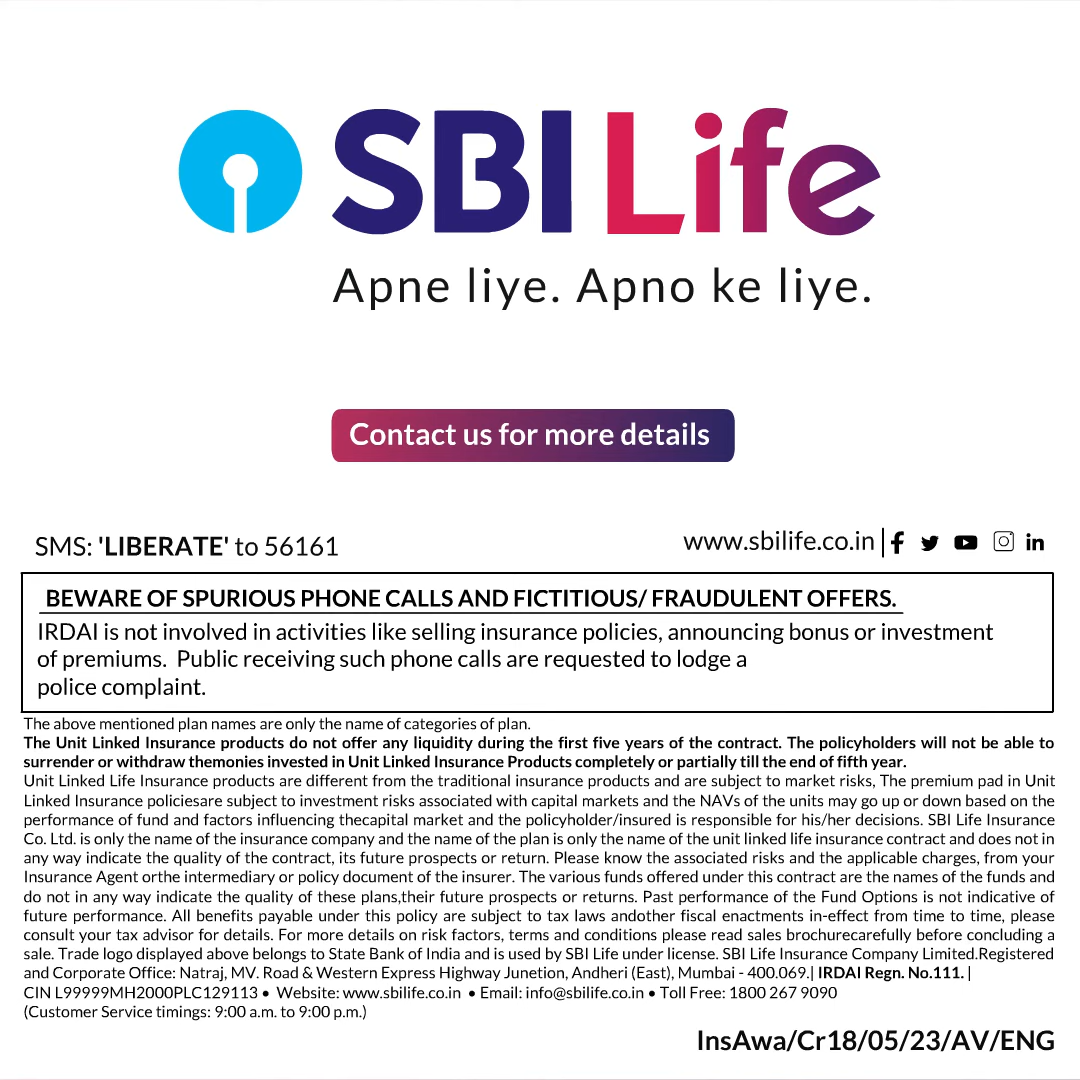 SBI Life
Apne liye. Apno ke liye.
Contact us for more details
SMS: 'LIBERATE' to 56161
www.sbilife.co.in
BEWARE OF SPURIOUS PHONE CALLS AND FICTITIOUS/ FRAUDULENT OFFERS.
IRDAI is not involved in activities like selling insurance policies, announcing bonus or investment
of premiums. Public receiving such phone calls are requested to lodge a
police complaint.
The above mentioned plan names are only the name of categories of plan.
The Unit Linked Insurance products do not offer any liquidity during the first five years of the contract. The policyholders will not be able to
surrender or withdraw themonies invested in Unit Linked Insurance Products completely or partially till the end of fifth year.
Unit Linked Life Insurance products are different from the traditional insurance products and are subject to market risks, The premium pad in Unit
Linked Insurance policiesare subject to investment risks associated with capital markets and the NAVs of the units may go up or down based on the
performance of fund and factors influencing thecapital market and the policyholder/insured is responsible for his/her decisions. SBI Life Insurance
Co. Ltd. is only the name of the insurance company and the name of the plan is only the name of the unit linked life insurance contract and does not in
any way indicate the quality of the contract, its future prospects or return. Please know the associated risks and the applicable charges, from your
Insurance Agent orthe intermediary or policy document of the insurer. The various funds offered under this contract are the names of the funds and
do not in any way indicate the quality of these plans,their future prospects or returns. Past performance of the Fund Options is not indicative of
future performance. All benefits payable under this policy are subject to tax laws andother fiscal enactments in-effect from time to time, please
consult your tax advisor for details. For more details on risk factors, terms and conditions please read sales brochurecarefully before concluding a
sale. Trade logo displayed above belongs to State Bank of India and is used by SBI Life under license. SBI Life Insurance Company Limited.Registered
and Corporate Office: Natraj, MV. Road & Western Express Highway Junetion, Andheri (East), Mumbai - 400.069.| IRDAI Regn. No.111. |
CIN L99999MH2000PLC129113 • Website: www.sbilife.co.in • Email: info@sbilife.co.in • Toll Free: 1800 267 9090
(Customer Service timings: 9:00 a.m. to 9:00 p.m.)
InsAwa/Cr18/05/23/AV/ENG